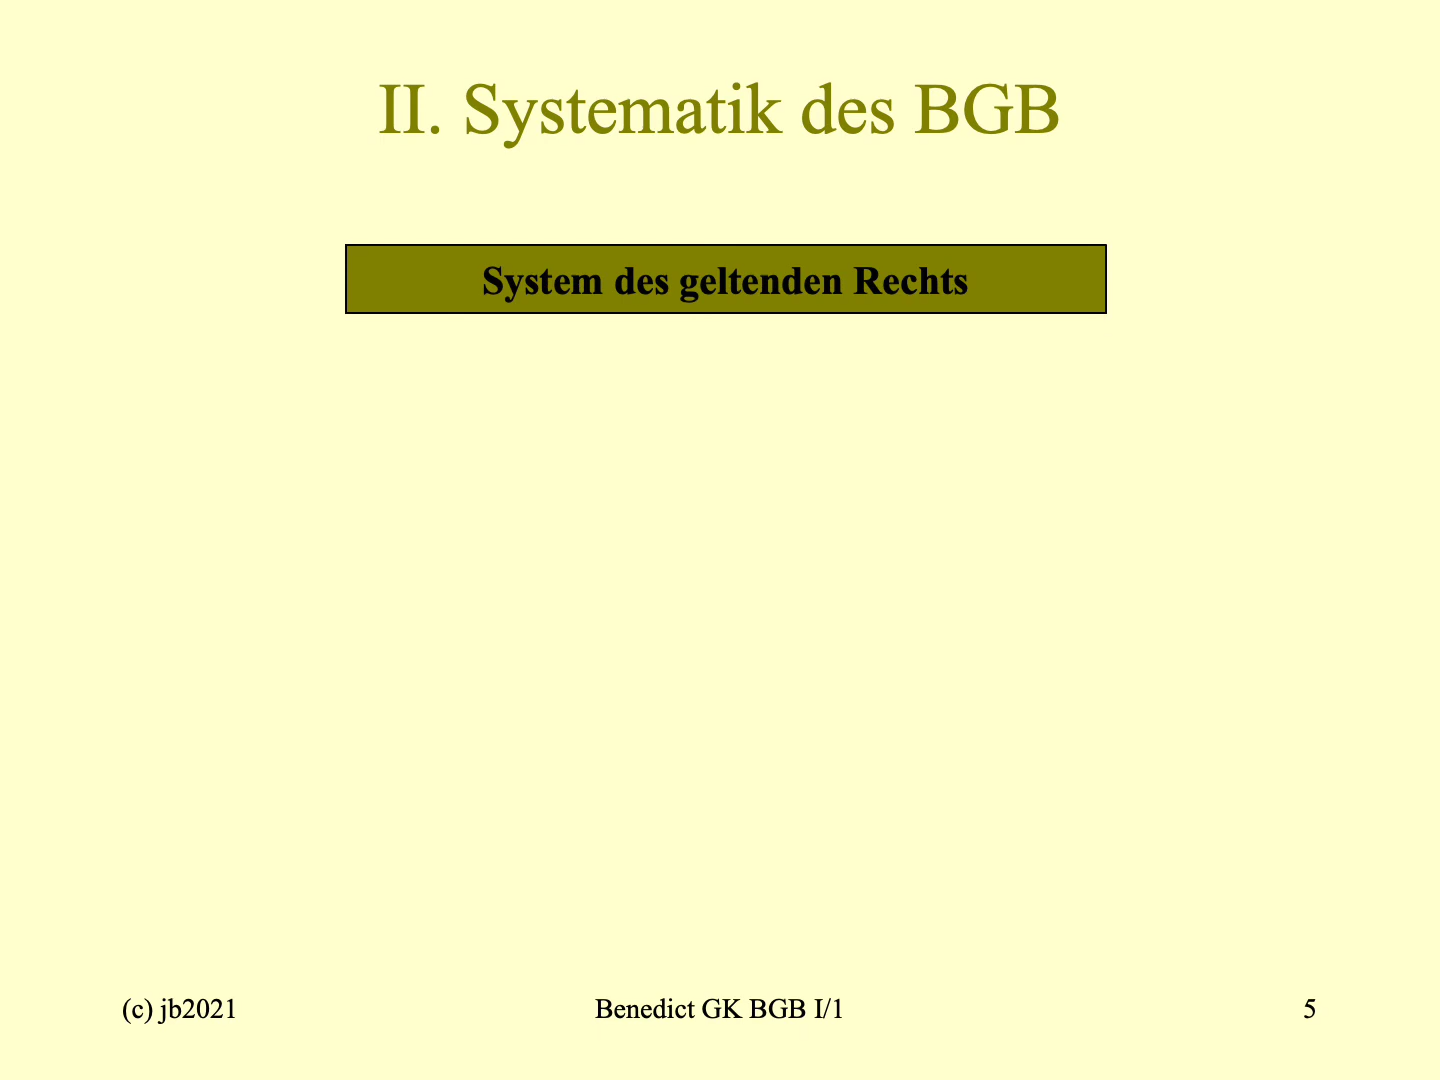 II. Systematik des BGB
System des geltenden Rechts
(c) jb2021
Benedict GK BGB I/1
5